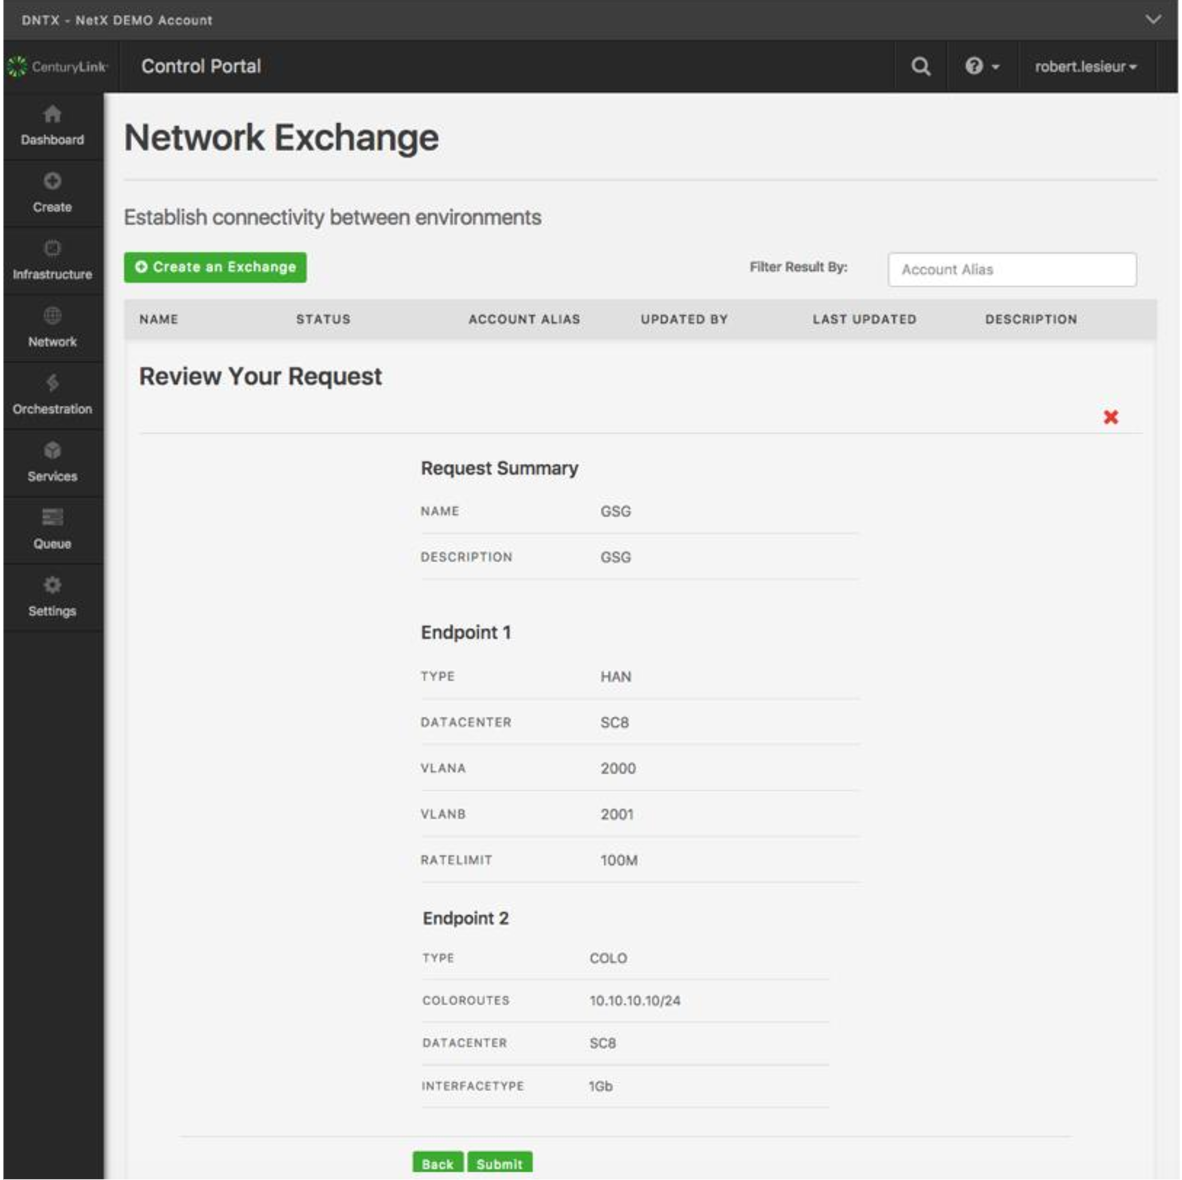 DNTX - NetX DEMO Account
CenturyLink® Control Portal robert.lesieur
Dashboard
Create
Infrastructure
Network
Orchestration
Services
Queue
Settings
Network Exchange
Establish connectivity between environments
Create an Exchange Filter Result By: Account Alias
NAME STATUS ACCOUNT ALIAS UPDATED BY LAST UPDATED DESCRIPTION
Review Your Request
Request Summary
NAME GSG
DESCRIPTION GSG
Endpoint 1
TYPE HAN
DATACENTER SC8
VLANA 2000
VLANB 2001
RATELIMIT 100M
Endpoint 2
TYPE COLO
COLOROUTES 10.10.10.10/24
DATACENTER SC8
INTERFACETYPE 1Gb
Back Submit